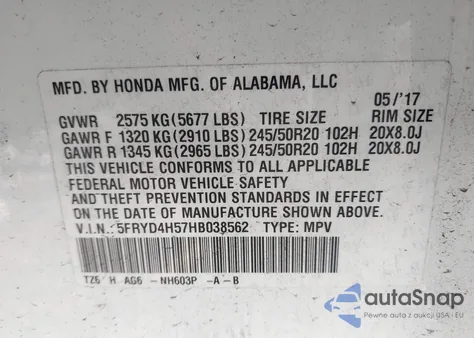 MFD. BY HONDA MFG. OF ALABAMA, LLC
05/'17
GVWR 2575 KG(5677 LBS) TIRE SIZE RIM SIZE
GAWR F 1320 KG(2910 LBS)245/50R20 102H 20X8.0J
GAWR R 1345 KG(2965 LBS)245/50R20 102H 20X8.0J
THIS VEHICLE CONFORMS TO ALL APPLICABLE
FEDERAL MOTOR VEHICLE SAFETY
AND THEFT PREVENTION STANDARDS IN EFFECT
ON THE DATE OF MANUFACTURE SHOWN ABOVE.
V.I.N.:5FRYD4H57HB038562 TYPE: MPV
TZ6 H AG6 -NH603P -A-B
autoSnap
Pewne auto z USA i EU